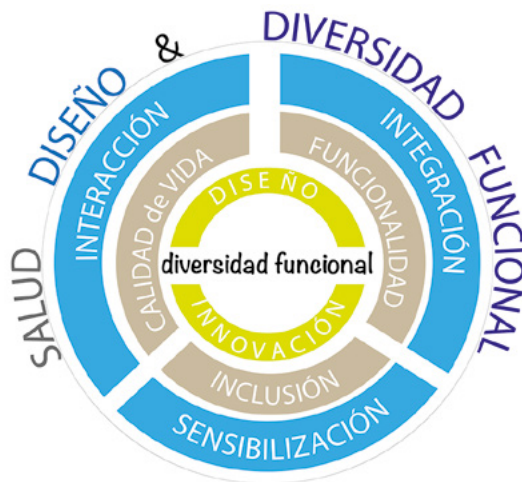 SALUD
DISEÑO & DIVERSIDAD FUNCIONAL
INTERACCIÓN
INTEGRACIÓN
SENSIBILIZACIÓN
CALIDAD de VIDA
FUNCIONALIDAD
INCLUSIÓN
DISEÑO
diversidad funcional
INNOVACIÓN